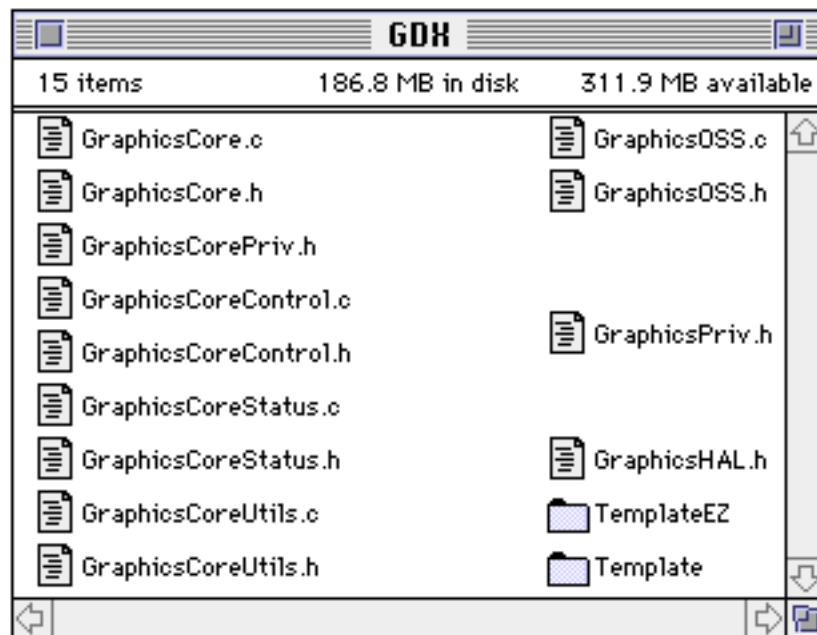 GDX
15 items 186.8 MB in disk 311.9 MB available
GraphicsCore.c
GraphicsCore.h
GraphicsCorePriv.h
GraphicsCoreControl.c
GraphicsCoreControl.h
GraphicsCoreStatus.c
GraphicsCoreStatus.h
GraphicsCoreUtils.c
GraphicsCoreUtils.h
GraphicsOSS.c
GraphicsOSS.h
GraphicsPriv.h
GraphicsHAL.h
TemplateEZ
Template